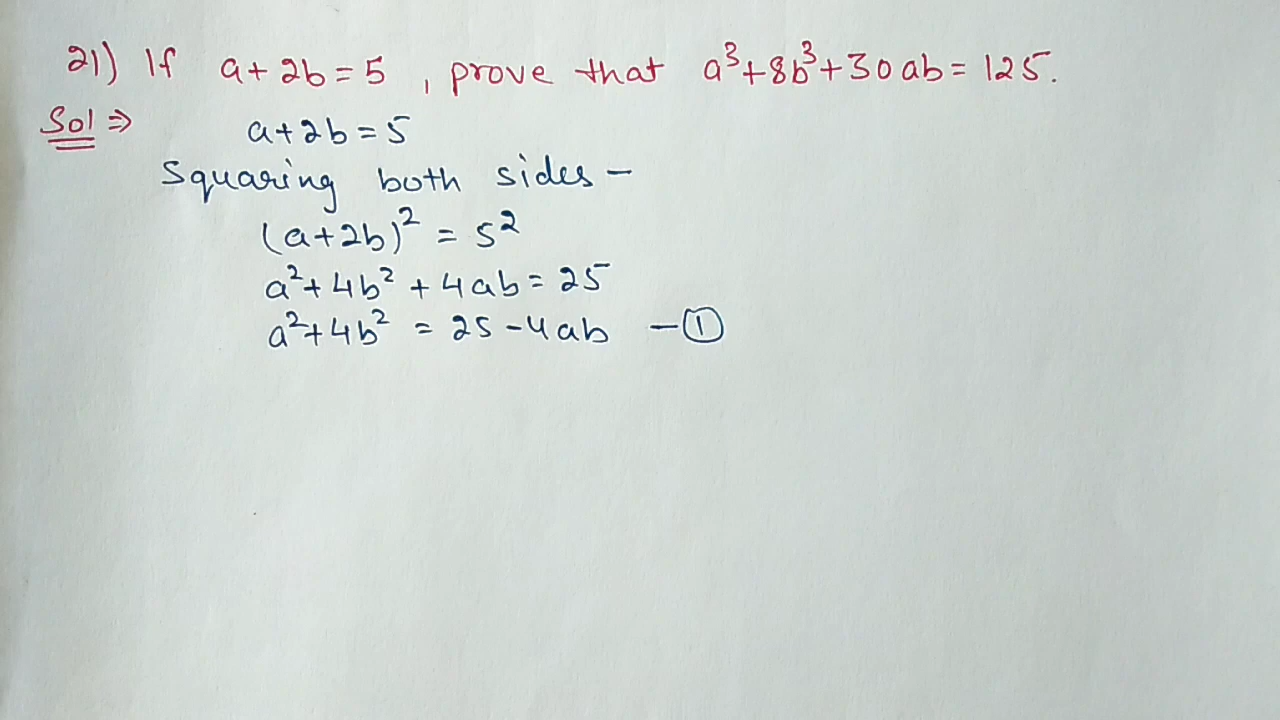 21) If a+2b=5, prove that a³+8b³+30ab=125.
Sol ⇒ a+2b=5
Squaring both sides –
(a+2b)² = 5²
a²+4b²+4ab=25
a²+4b² = 25-4ab –①